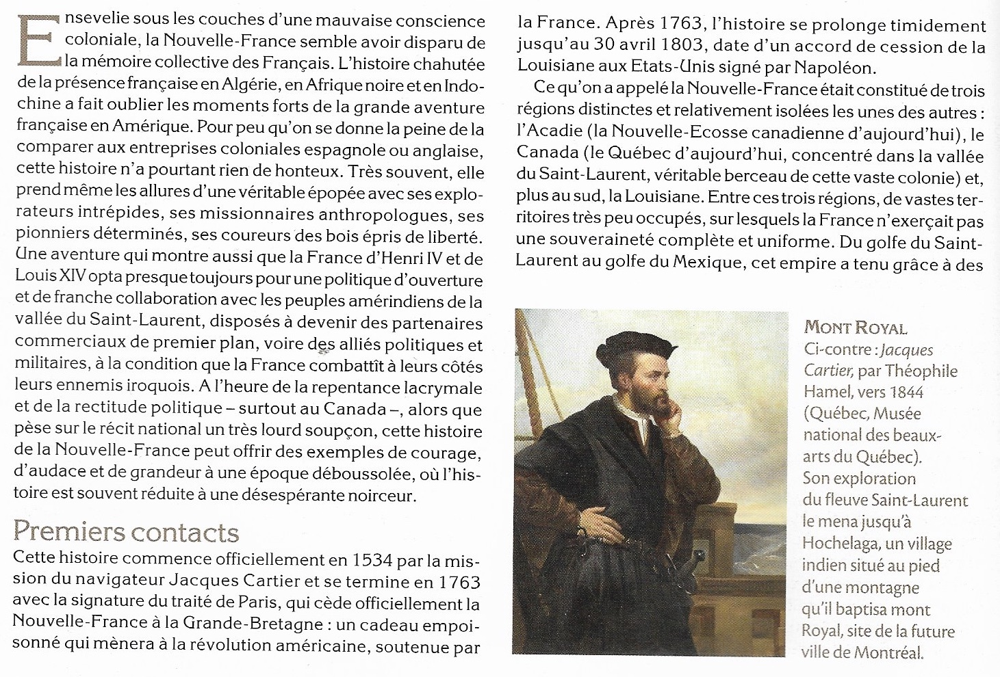 Ensevelie sous les couches d'une mauvaise conscience
coloniale, la Nouvelle-France semble avoir disparu de
la mémoire collective des Français. L'histoire chahutée
de la présence française en Algérie, en Afrique noire et en Indo-
chine a fait oublier les moments forts de la grande aventure
française en Amérique. Pour peu qu'on se donne la peine de la
comparer aux entreprises coloniales espagnole ou anglaise,
cette histoire n'a pourtant rien de honteux. Très souvent, elle
prend même les allures d'une véritable épopée avec ses explo-
rateurs intrépides, ses missionnaires anthropologues, ses
pionniers déterminés, ses coureurs des bois épris de liberté.
Une aventure qui montre aussi que la France d'Henri IV et de
Louis XIV opta presque toujours pour une politique d'ouverture
et de franche collaboration avec les peuples amérindiens de la
vallée du Saint-Laurent, disposés à devenir des partenaires
commerciaux de premier plan, voire des alliés politiques et
militaires, à la condition que la France combattît à leurs côtés
leurs ennemis iroquois. A l'heure de la repentance lacrymale
et de la rectitude politique – surtout au Canada –, alors que
pèse sur le récit national un très lourd soupçon, cette histoire
de la Nouvelle-France peut offrir des exemples de courage,
d'audace et de grandeur à une époque déboussolée, où l'his-
toire est souvent réduite à une désespérante noirceur.
Premiers contacts
Cette histoire commence officiellement en 1534 par la mis-
sion du navigateur Jacques Cartier et se termine en 1763
avec la signature du traité de Paris, qui cède officiellement la
Nouvelle-France à la Grande-Bretagne : un cadeau empoi-
sonné qui mènera à la révolution américaine, soutenue par
la France. Après 1763, l'histoire se prolonge timidement
jusqu'au 30 avril 1803, date d'un accord de cession de la
Louisiane aux Etats-Unis signé par Napoléon.
Ce qu'on a appelé la Nouvelle-France était constitué de trois
régions distinctes et relativement isolées les unes des autres :
l'Acadie (la Nouvelle-Ecosse canadienne d'aujourd'hui), le
Canada (le Québec d'aujourd'hui, concentré dans la vallée
du Saint-Laurent, véritable berceau de cette vaste colonie) et,
plus au sud, la Louisiane. Entre ces trois régions, de vastes ter-
ritoires très peu occupés, sur lesquels la France n'exerçait pas
une souveraineté complète et uniforme. Du golfe du Saint-
Laurent au golfe du Mexique, cet empire a tenu grâce à des
MONT ROYAL
Ci-contre : Jacques
Cartier, par Théophile
Hamel, vers 1844
(Québec, Musée
national des beaux-
arts du Québec).
Son exploration
du fleuve Saint-Laurent
le mena jusqu'à
Hochelaga, un village
indien situé au pied
d'une montagne
qu'il baptisa mont
Royal, site de la future
ville de Montréal.